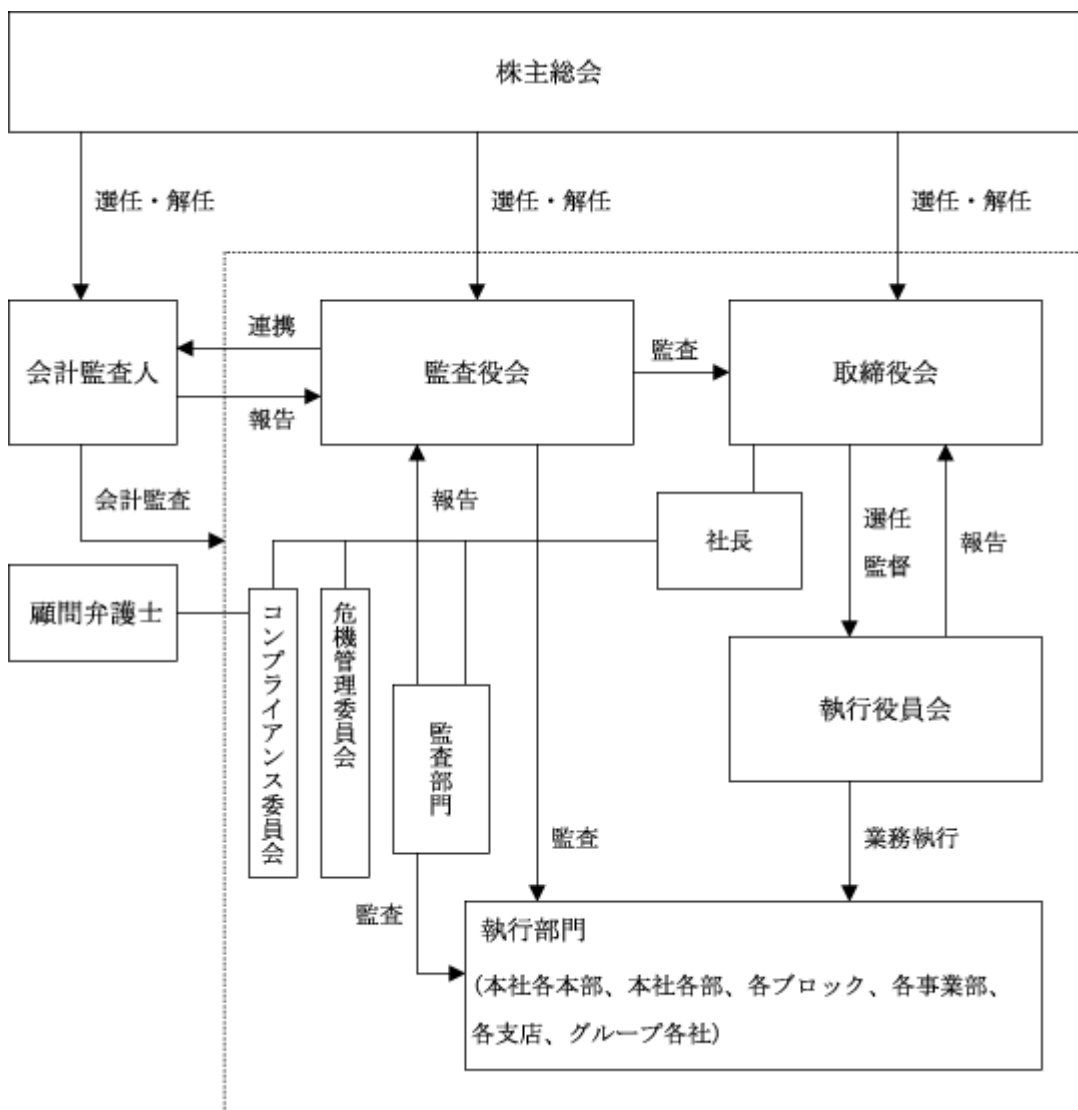 株主総会
選任・解任
選任・解任
選任・解任
連携
監査
会計監査人
監査役会
取締役会
報告
会計監査
報告
社長
選任
監督
報告
顧問弁護士
コンプライアンス委員会
危機管理委員会
監査部門
執行役員会
監査
業務執行
監査
執行部門
(本社各本部、本社各部、各ブロック、各事業部、
各支店、グループ各社)